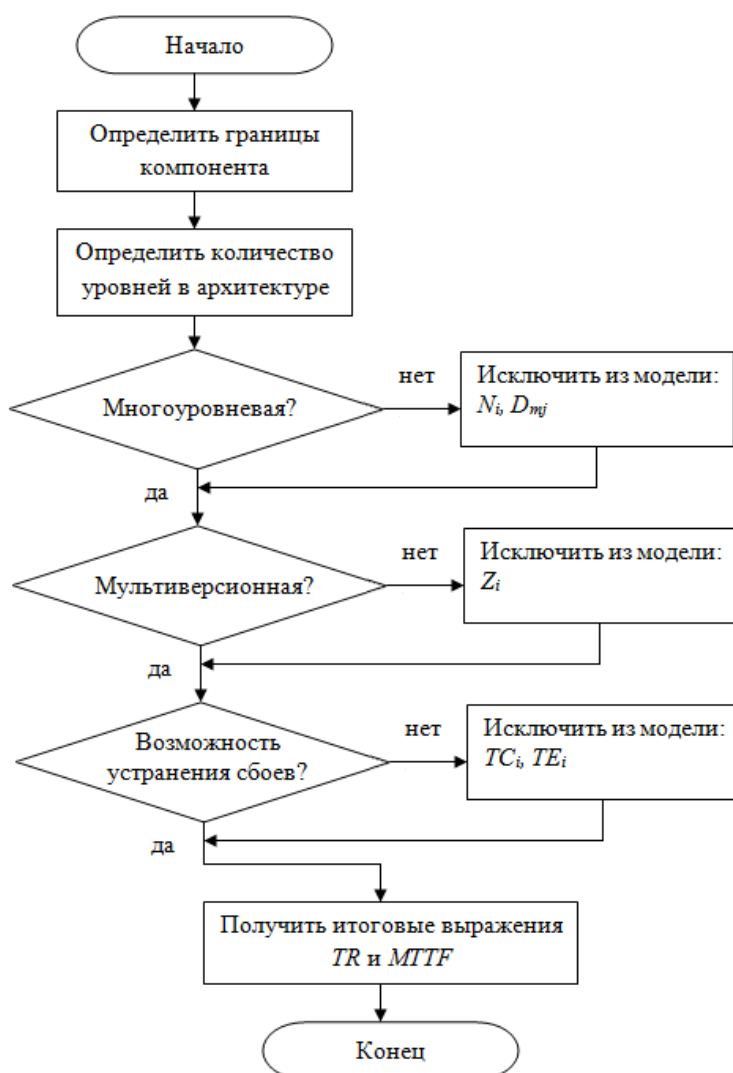 Начало
Определить границы
компонента
Определить количество
уровней в архитектуре
Многоуровневая?
нет
Исключить из модели:
Ni, Dmj
да
Мультиверсионная?
нет
Исключить из модели:
Zi
да
Возможность
устранения сбоев?
нет
Исключить из модели:
TCi, TEi
да
Получить итоговые выражения
TR и MTTF
Конец